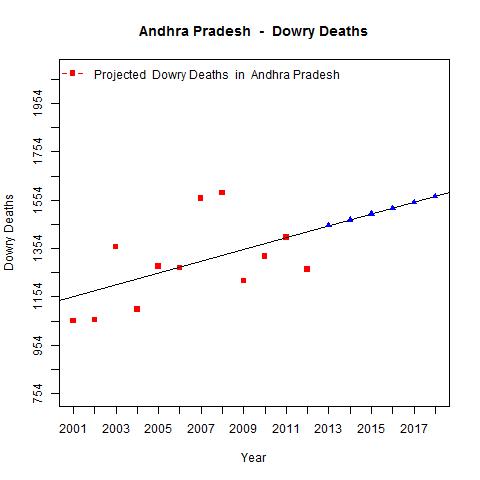 Andhra Pradesh - Dowry Deaths
Projected Dowry Deaths in Andhra Pradesh
Dowry Deaths
1954
1754
1554
1354
1154
954
754
2001 2003 2005 2007 2009 2011 2013 2015 2017
Year